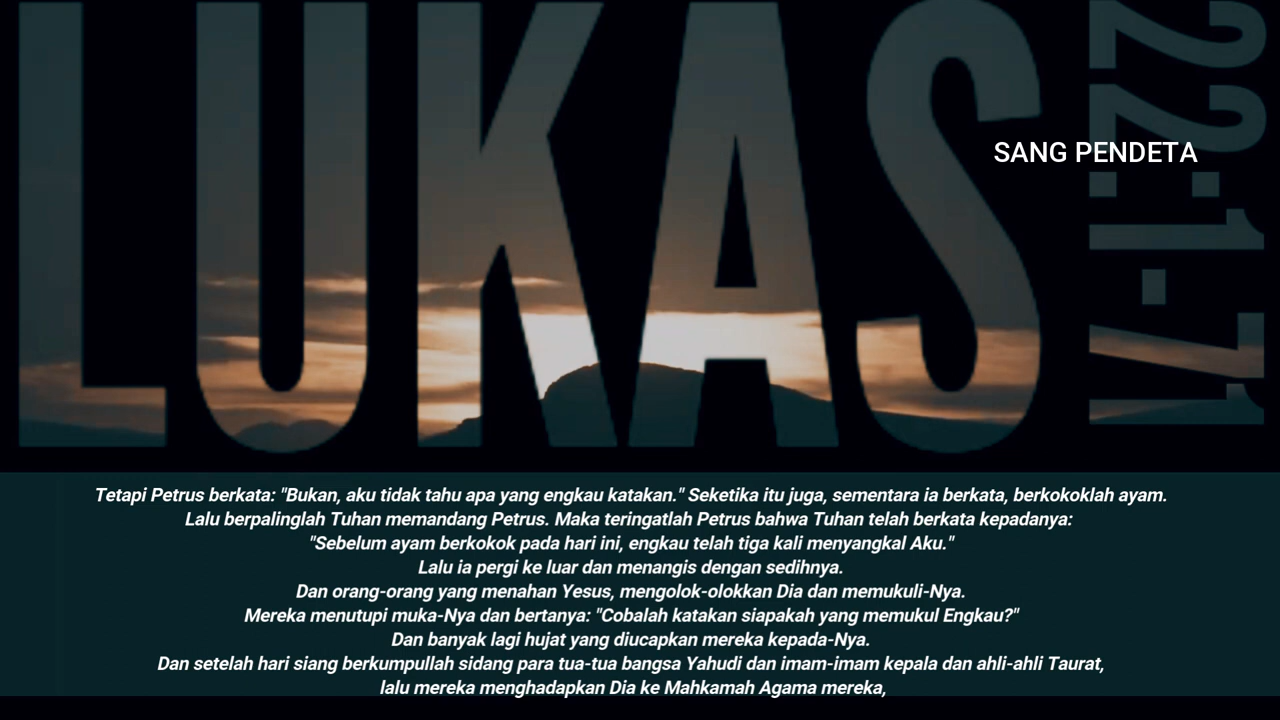 LUKAS
22:1-71
SANG PENDETA
Tetapi Petrus berkata: "Bukan, aku tidak tahu apa yang engkau katakan." Seketika itu juga, sementara ia berkata, berkokoklah ayam.
Lalu berpalinglah Tuhan memandang Petrus. Maka teringatlah Petrus bahwa Tuhan telah berkata kepadanya:
"Sebelum ayam berkokok pada hari ini, engkau telah tiga kali menyangkal Aku."
Lalu ia pergi ke luar dan menangis dengan sedihnya.
Dan orang-orang yang menahan Yesus, mengolok-olokkan Dia dan memukuli-Nya.
Mereka menutupi muka-Nya dan bertanya: "Cobalah katakan siapakah yang memukul Engkau?"
Dan banyak lagi hujat yang diucapkan mereka kepada-Nya.
Dan setelah hari siang berkumpullah sidang para tua-tua bangsa Yahudi dan imam-imam kepala dan ahli-ahli Taurat,
lalu mereka menghadapkan Dia ke Mahkamah Agama mereka,